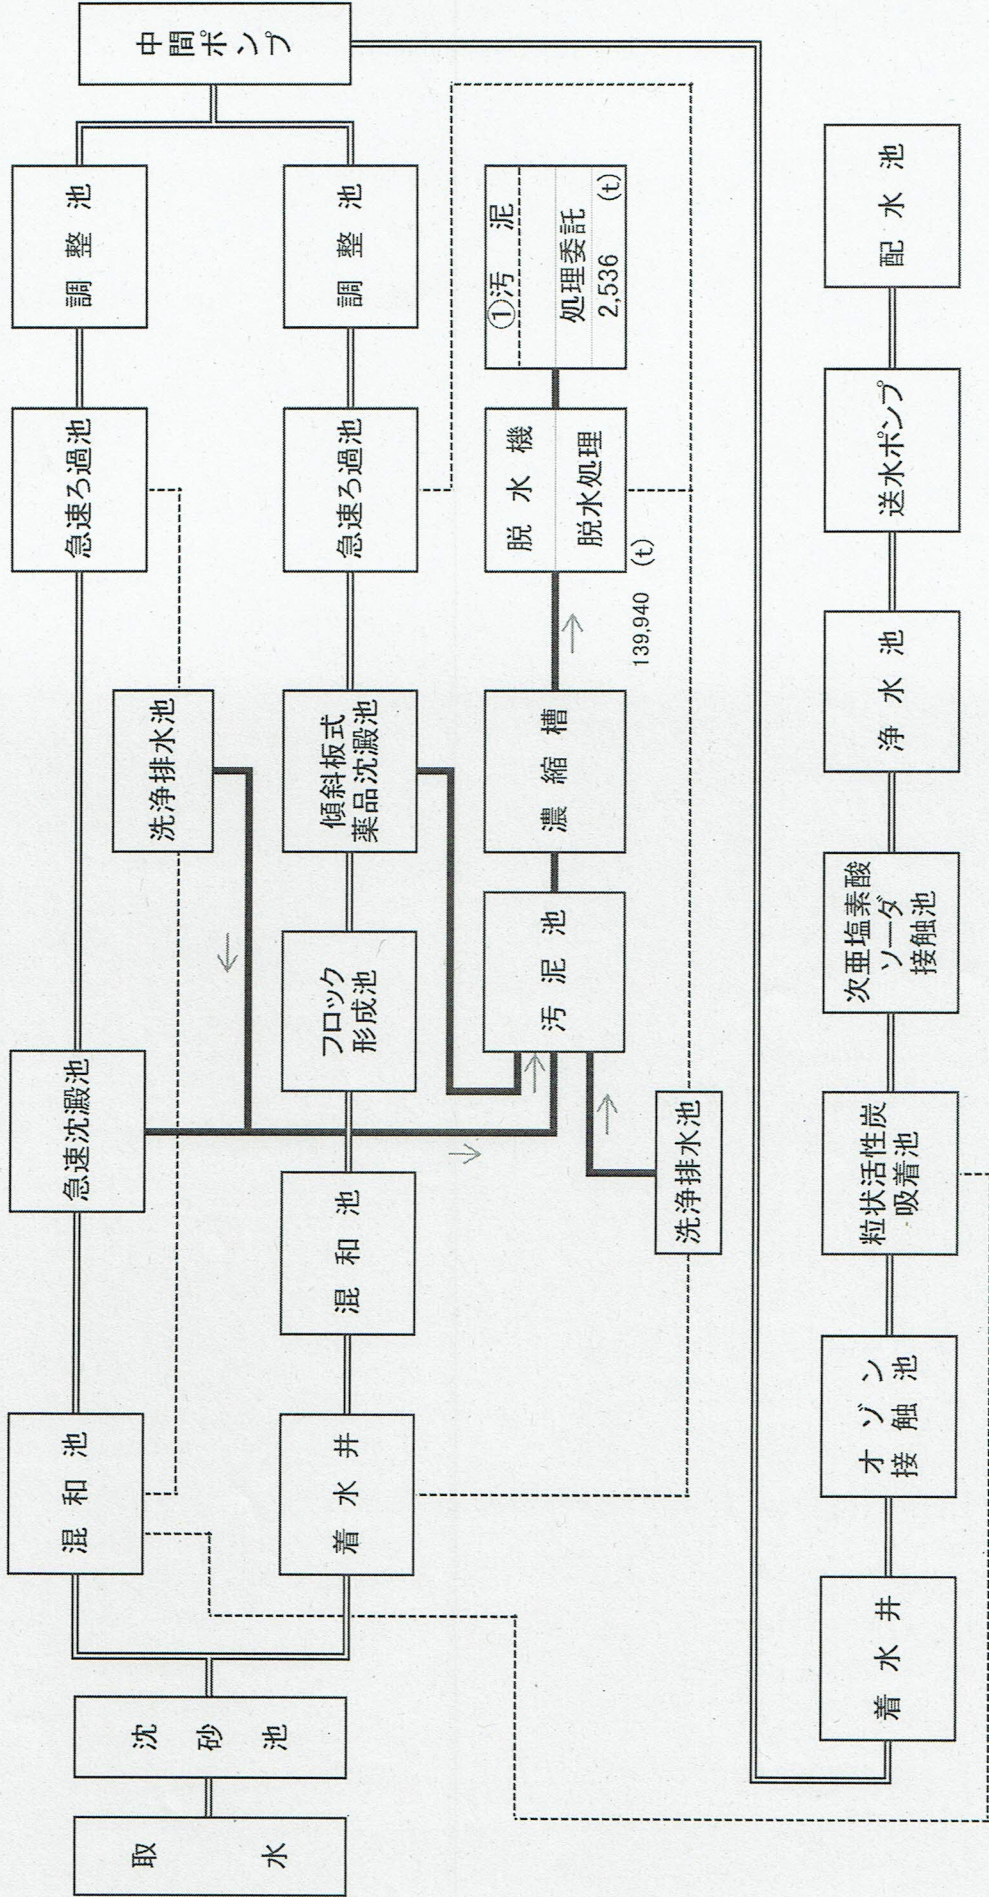 取水
沈砂池
混和池
急速沈澱池
急速ろ過池
調整池
中間ポンプ
洗浄排水池
着水井
混和池
フロック
形成池
傾斜板式
薬品沈澱池
急速ろ過池
調整池
汚泥池
濃縮槽
139,940 (t)
脱水機
脱水処理
①汚泥
処理委託
2,536 (t)
洗浄排水池
着水井
オゾン
接触池
粒状活性炭
吸着池
次亜塩素酸
ソーダ
接触池
浄水池
送水ポンプ
配水池